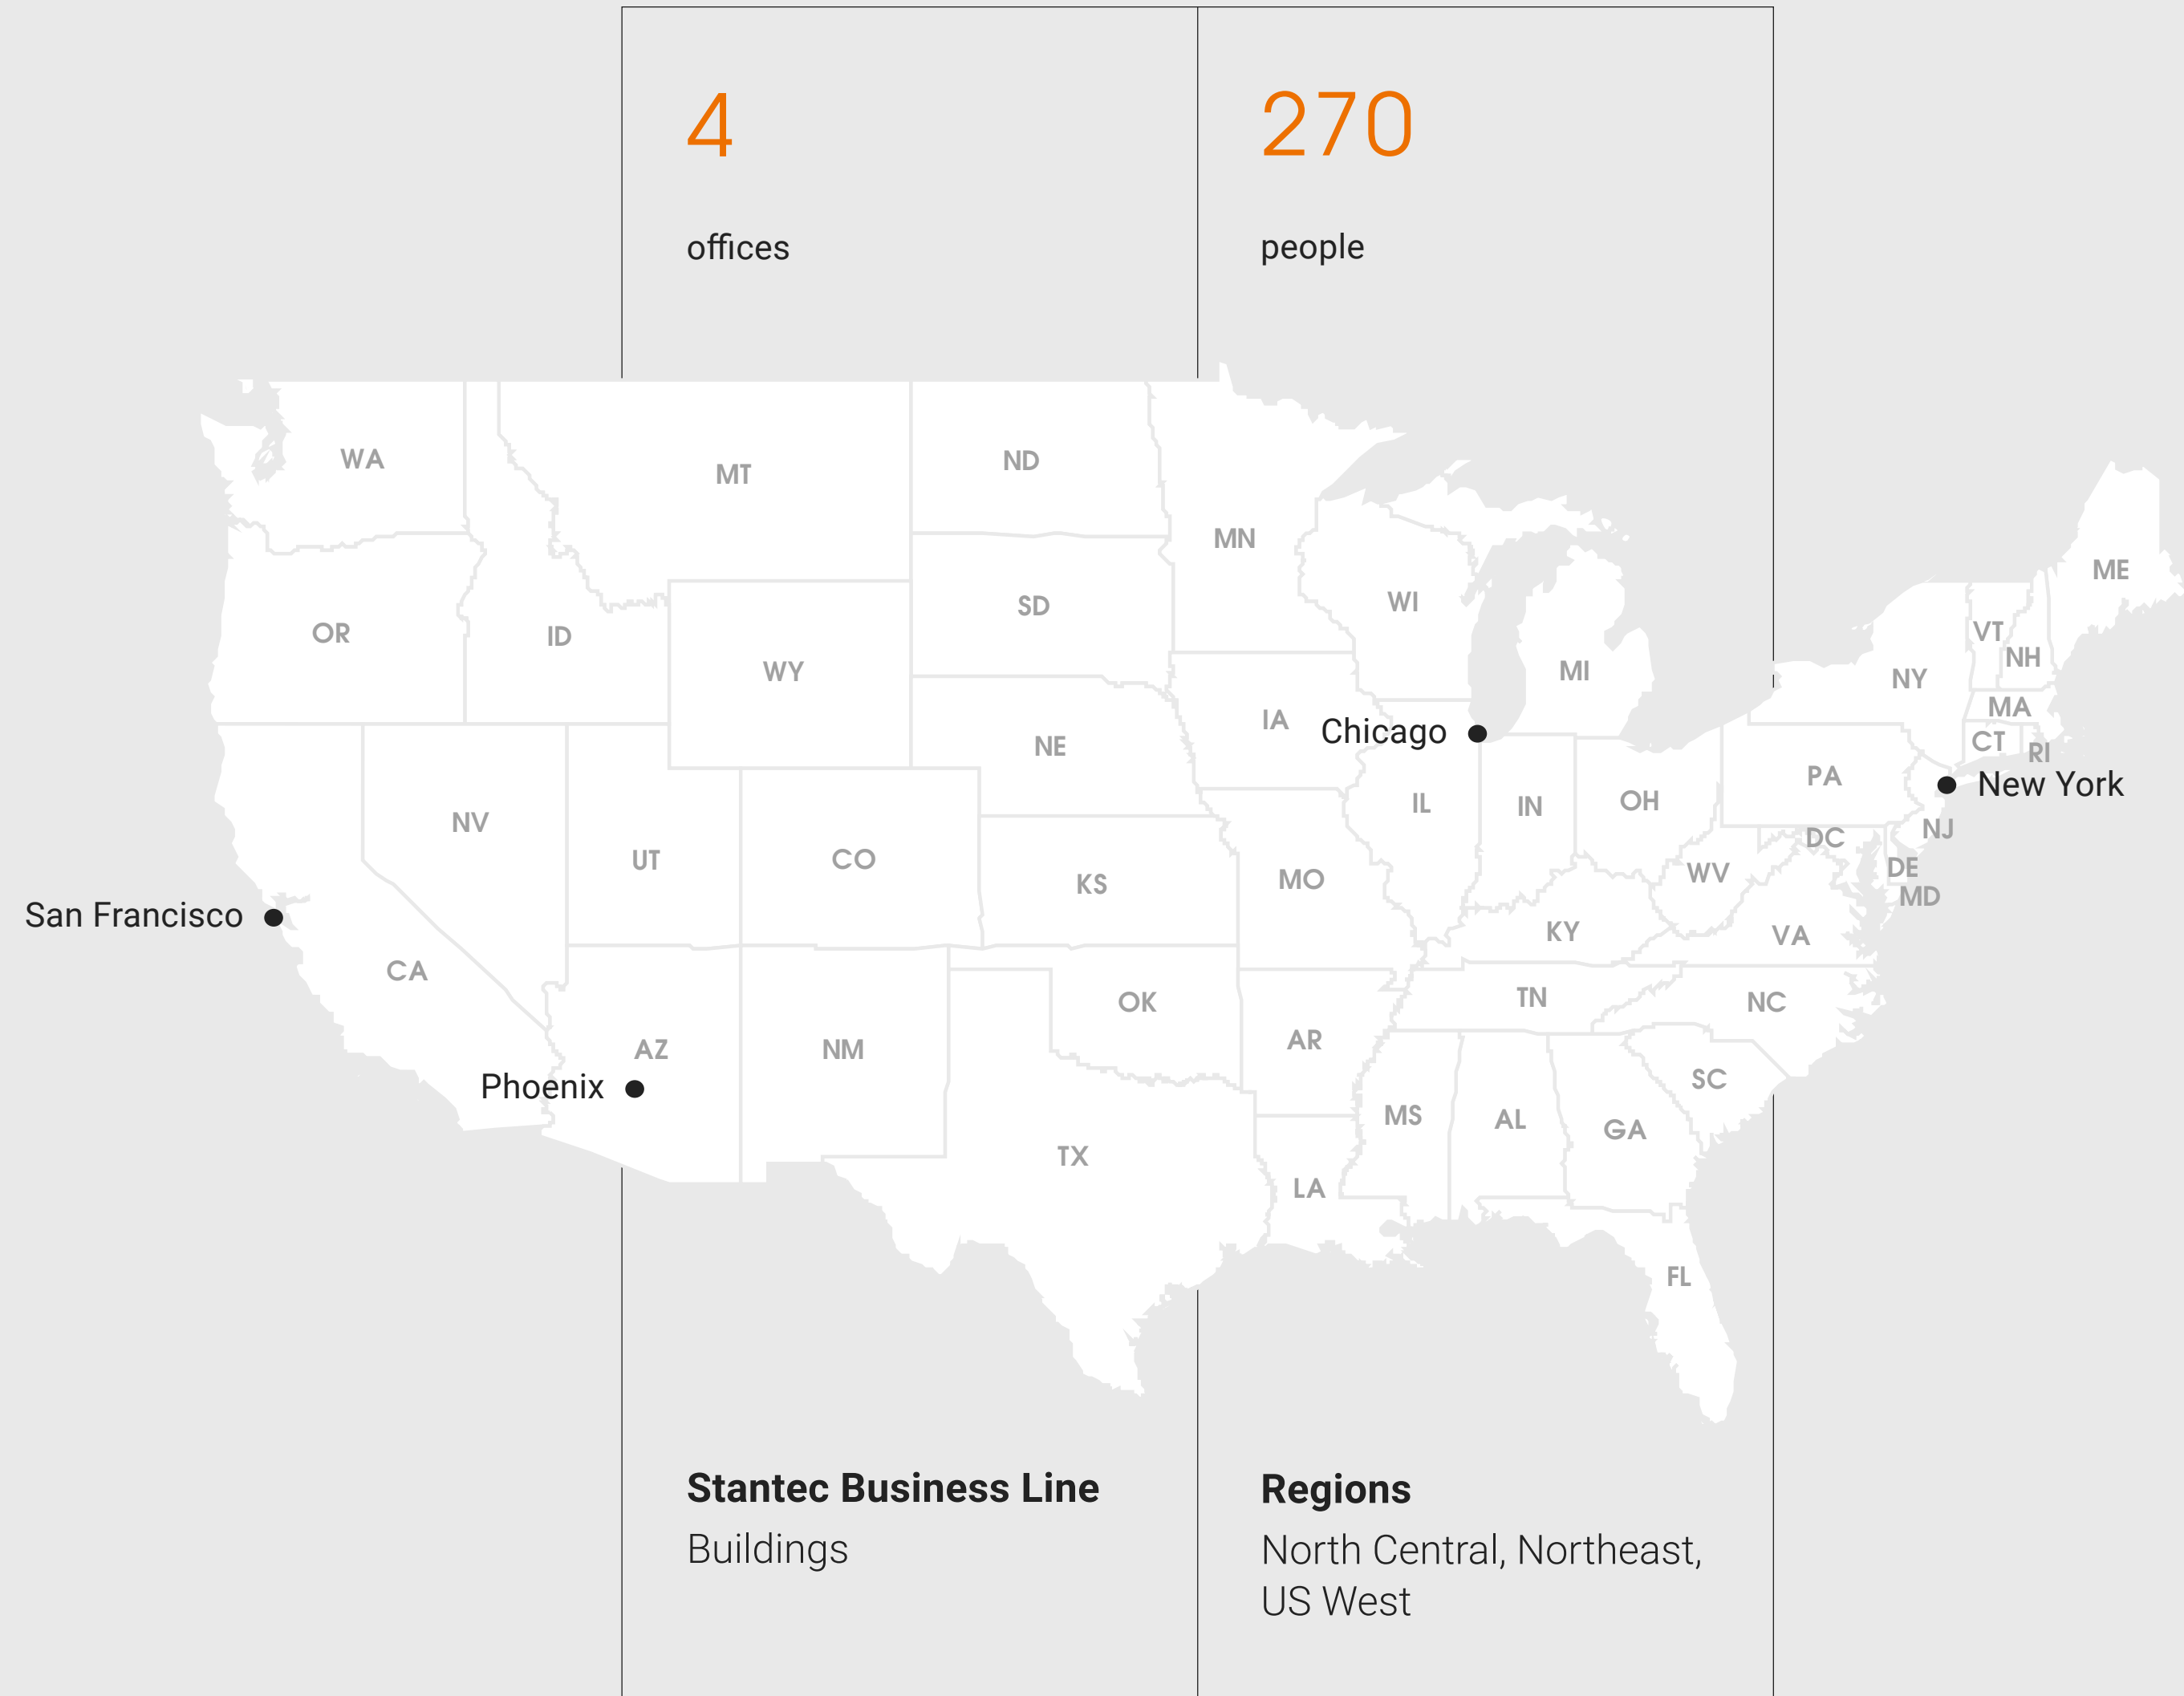 4
270
offices
people
WA
MT
ND
MN
ME
OR
ID
SD
WI
VT
NH
WY
MI
NY
MA
IA
Chicago
CT
RI
NE
PA
New York
NV
IL
IN
OH
NJ
DC
UT
CO
KS
MO
WV
DE
MD
San Francisco
CA
KY
VA
OK
TN
NC
AZ
NM
AR
Phoenix
SC
MS
AL
GA
TX
LA
FL
Stantec Business Line
Buildings
Regions
North Central, Northeast,
US West